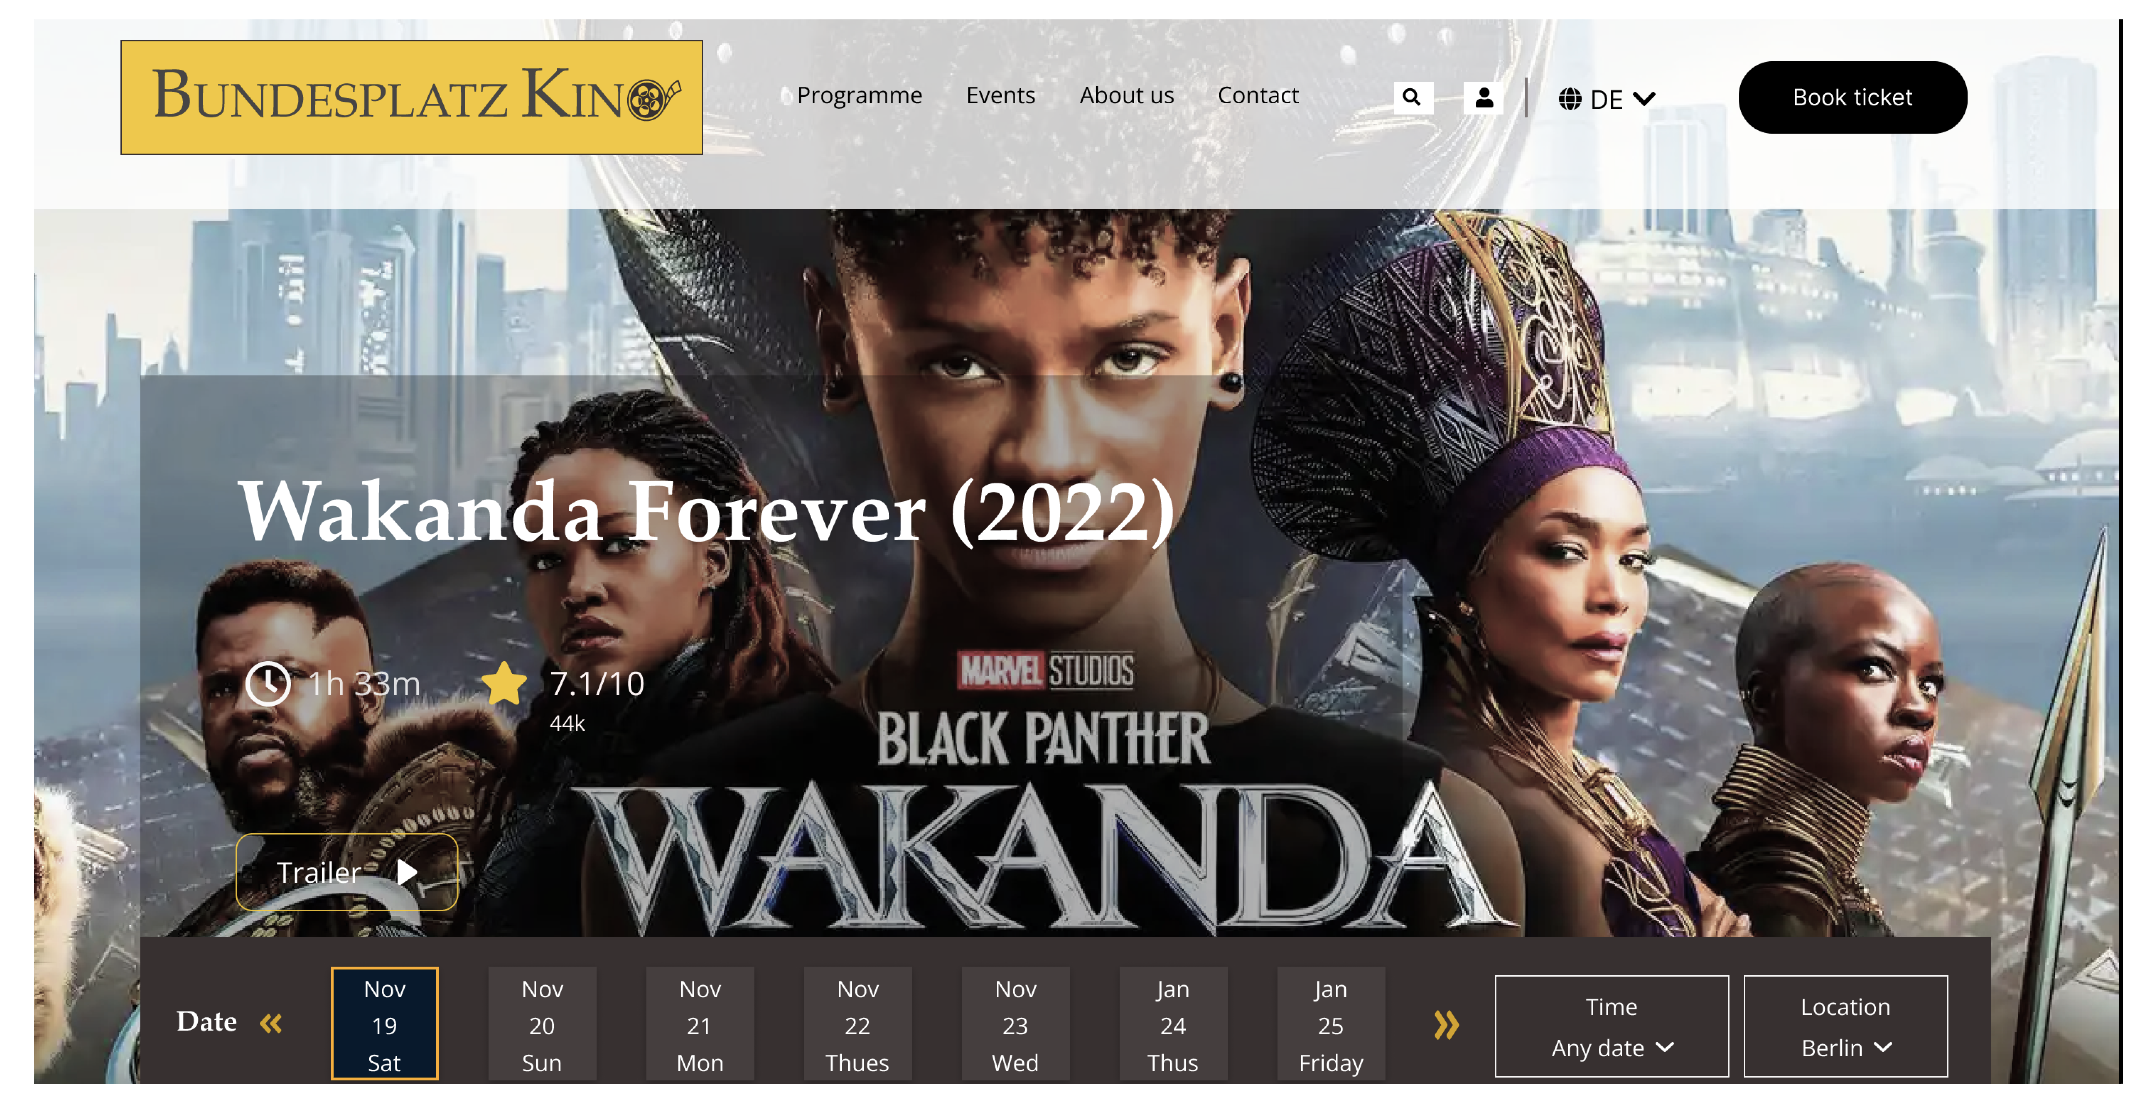 BUNDESPLATZ KINO
Programme Events About us Contact DE Book ticket
Wakanda Forever (2022)
1h 33m 7.1/10
44k
MARVEL STUDIOS
BLACK PANTHER
WAKANDA
Trailer
Date « Nov 19 Sat
Nov 20 Sun
Nov 21 Mon
Nov 22 Thues
Nov 23 Wed
Jan 24 Thus
Jan 25 Friday »
Time
Any date
Location
Berlin